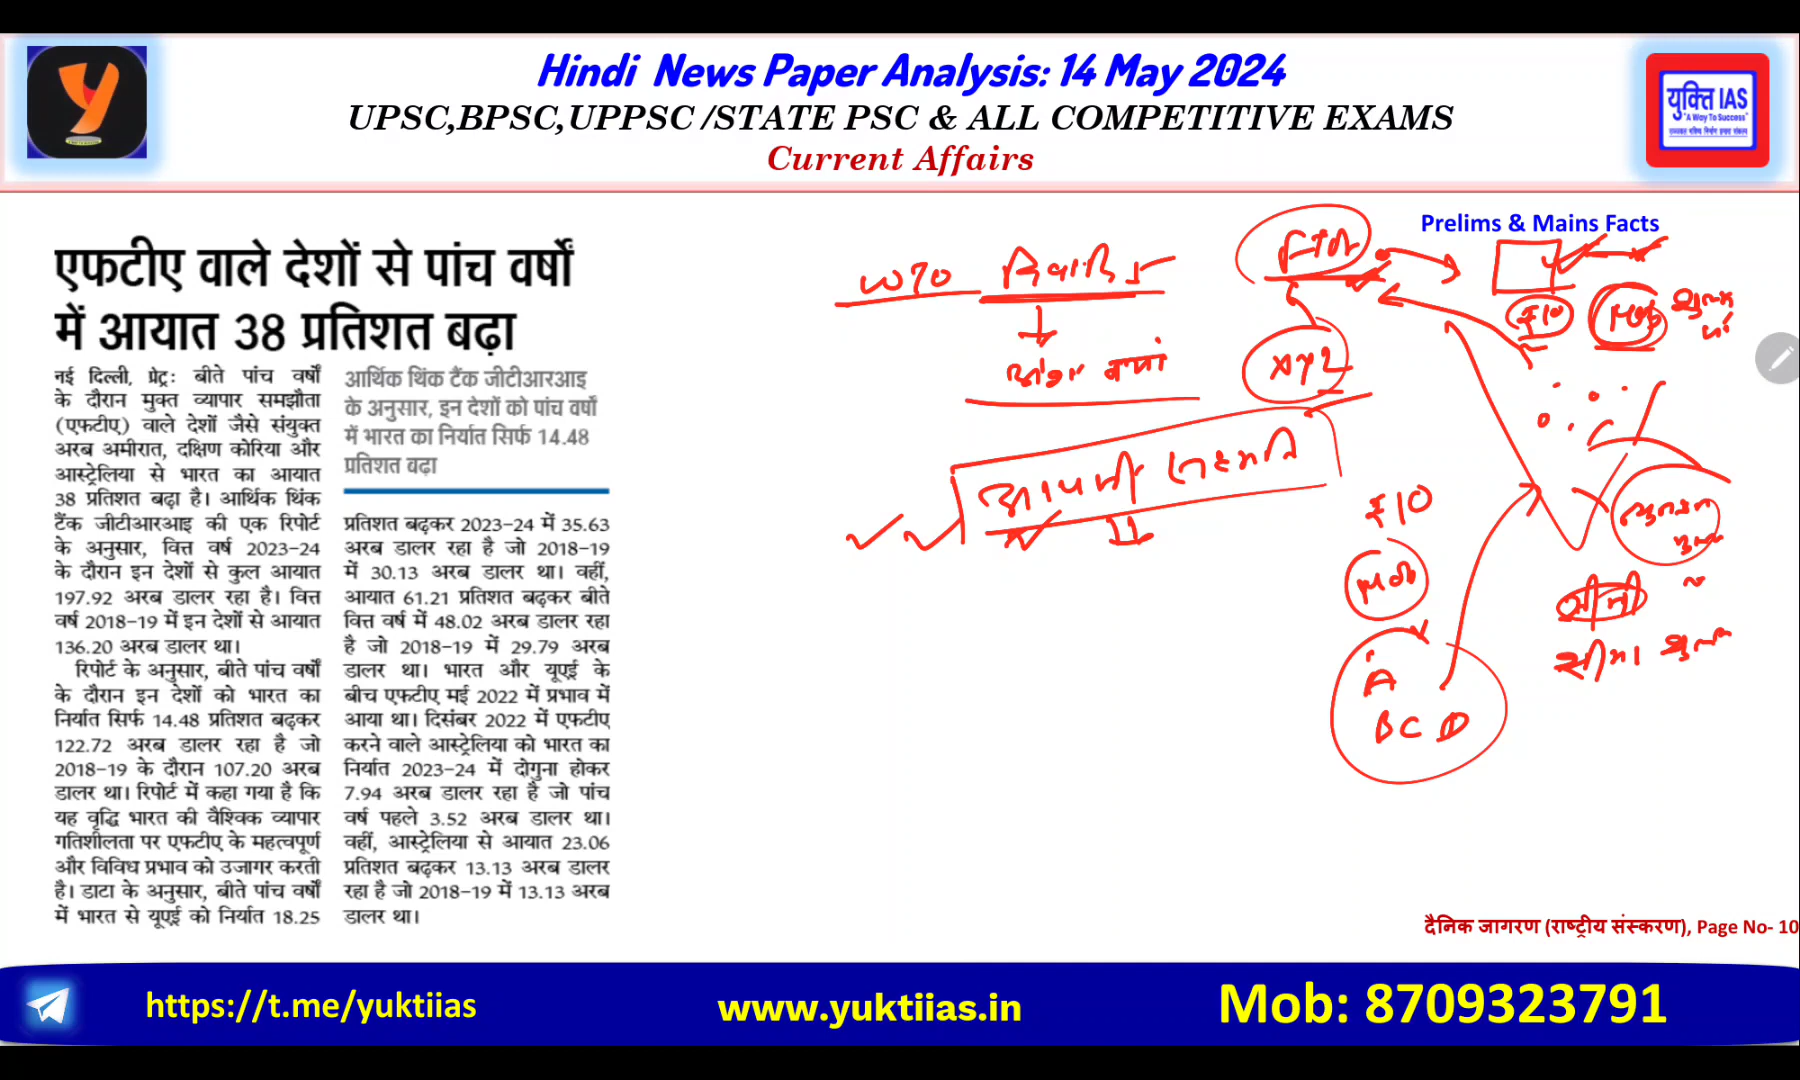 Hindi News Paper Analysis: 14 May 2024
UPSC,BPSC,UPPSC /STATE PSC & ALL COMPETITIVE EXAMS
Current Affairs
युक्ति IAS
"A Way To Success"
Prelims & Mains Facts
एफटीए वाले देशों से पांच वर्षों
में आयात 38 प्रतिशत बढ़ा
नई दिल्ली, प्रेट्र: बीते पांच वर्षों
के दौरान मुक्त व्यापार समझौता
(एफटीए) वाले देशों जैसे संयुक्त
अरब अमीरात, दक्षिण कोरिया और
आस्ट्रेलिया से भारत का आयात
38 प्रतिशत बढ़ा है। आर्थिक थिंक
टैंक जीटीआरआइ की एक रिपोर्ट
के अनुसार, वित्त वर्ष 2023-24
के दौरान इन देशों से कुल आयात
197.92 अरब डालर रहा है। वित्त
वर्ष 2018-19 में इन देशों से आयात
136.20 अरब डालर था।
रिपोर्ट के अनुसार, बीते पांच वर्षों
के दौरान इन देशों को भारत का
निर्यात सिर्फ 14.48 प्रतिशत बढ़कर
122.72 अरब डालर रहा है जो
2018-19 के दौरान 107.20 अरब
डालर था। रिपोर्ट में कहा गया है कि
यह वृद्धि भारत की वैश्विक व्यापार
गतिशीलता पर एफटीए के महत्वपूर्ण
और विविध प्रभाव को उजागर करती
है। डाटा के अनुसार, बीते पांच वर्षों
में भारत से यूएई को निर्यात 18.25
आर्थिक थिंक टैंक जीटीआरआइ
के अनुसार, इन देशों को पांच वर्षों
में भारत का निर्यात सिर्फ 14.48
प्रतिशत बढ़ा
प्रतिशत बढ़कर 2023-24 में 35.63
अरब डालर रहा है जो 2018-19
में 30.13 अरब डालर था। वहीं,
आयात 61.21 प्रतिशत बढ़कर बीते
वित्त वर्ष में 48.02 अरब डालर रहा
है जो 2018-19 में 29.79 अरब
डालर था। भारत और यूएई के
बीच एफटीए मई 2022 में प्रभाव में
आया था। दिसंबर 2022 में एफटीए
करने वाले आस्ट्रेलिया को भारत का
निर्यात 2023-24 में दोगुना होकर
7.94 अरब डालर रहा है जो पांच
वर्ष पहले 3.52 अरब डालर था।
वहीं, आस्ट्रेलिया से आयात 23.06
प्रतिशत बढ़कर 13.13 अरब डालर
रहा है जो 2018-19 में 13.13 अरब
डालर था।
WTO
FTA
₹10
XYZ
आपसी सहमति
₹10
सीमा शुल्क
A
B C D
दैनिक जागरण (राष्ट्रीय संस्करण), Page No- 10
https://t.me/yuktiias
www.yuktiias.in
Mob: 8709323791